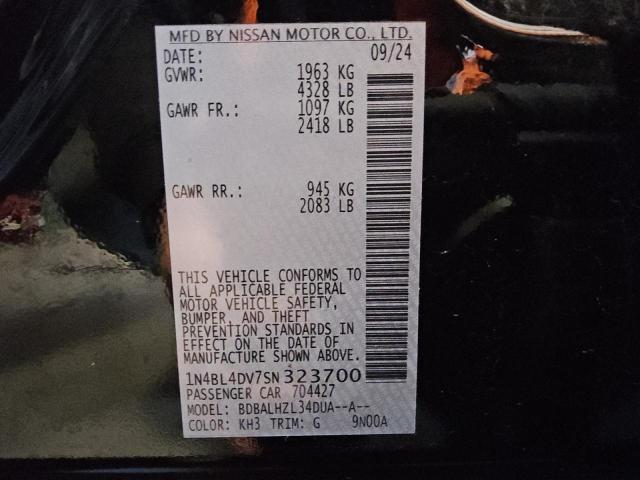 MFD BY NISSAN MOTOR CO., LTD.
DATE: 09/24
GVWR: 1963 KG
4328 LB
GAWR FR.: 1097 KG
2418 LB
GAWR RR.: 945 KG
2083 LB
THIS VEHICLE CONFORMS TO
ALL APPLICABLE FEDERAL
MOTOR VEHICLE SAFETY,
BUMPER, AND THEFT
PREVENTION STANDARDS IN
EFFECT ON THE DATE OF
MANUFACTURE SHOWN ABOVE.
1N4BL4DV7SN323700
PASSENGER CAR 704427
MODEL: BDBALHZL34DUA--A--
COLOR: KH3 TRIM: G 9N00A